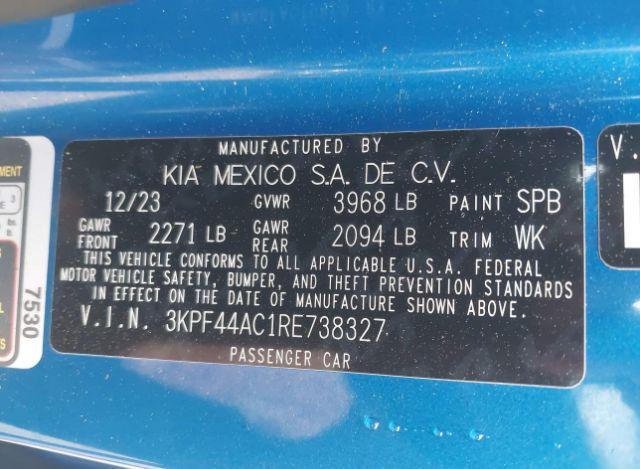 MANUFACTURED BY
KIA MEXICO S.A. DE C.V.
12/23 GVWR 3968 LB PAINT SPB
GAWR FRONT 2271 LB GAWR REAR 2094 LB TRIM WK
THIS VEHICLE CONFORMS TO ALL APPLICABLE U.S.A. FEDERAL
MOTOR VEHICLE SAFETY, BUMPER, AND THEFT PREVENTION STANDARDS
IN EFFECT ON THE DATE OF MANUFACTURE SHOWN ABOVE.
V.I.N. 3KPF44AC1RE738327
PASSENGER CAR
7530